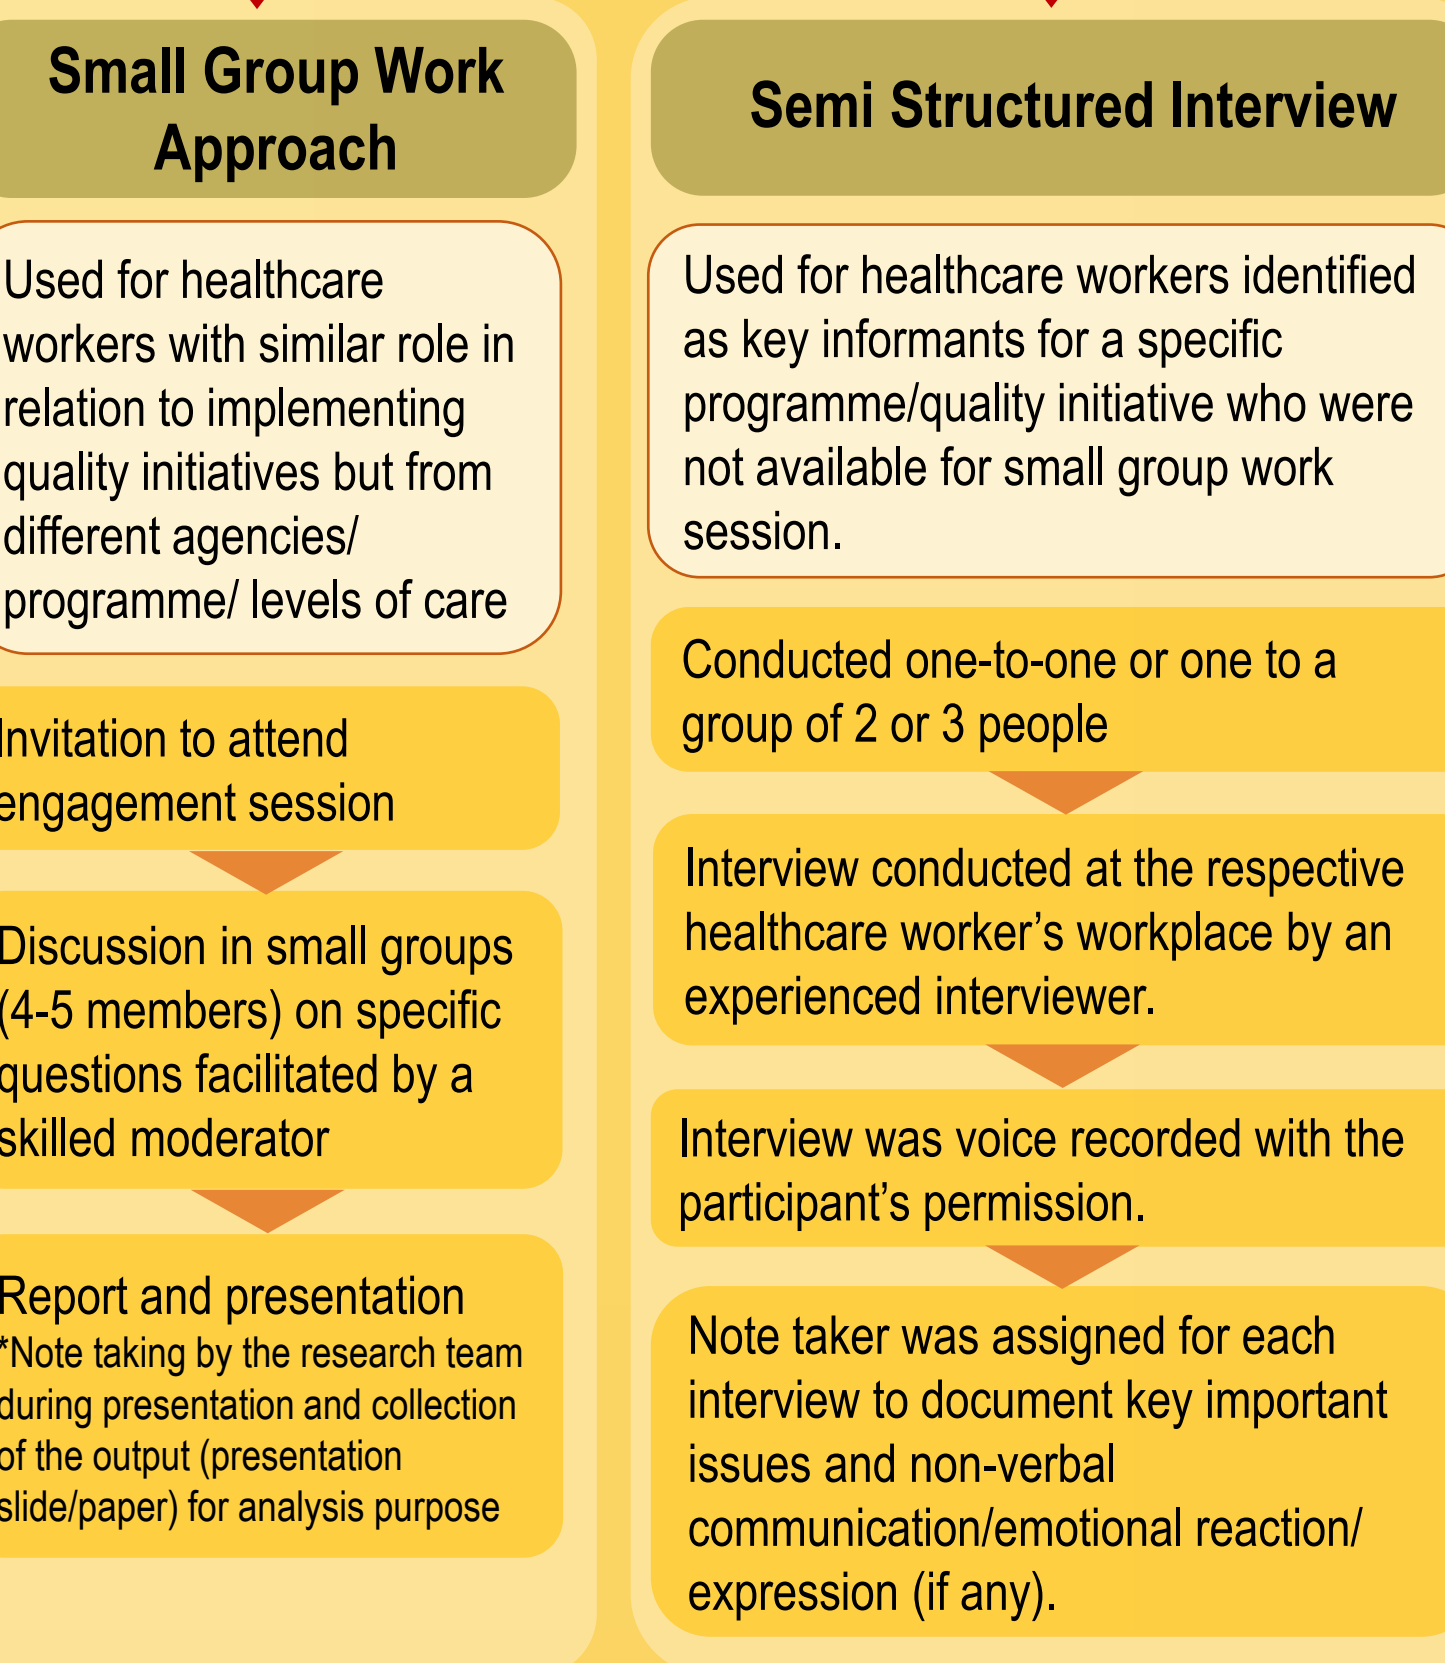 Small Group Work
Approach
Used for healthcare
workers with similar role in
relation to implementing
quality initiatives but from
different agencies/
programme/ levels of care
Invitation to attend
engagement session
Discussion in small groups
(4-5 members) on specific
questions facilitated by a
skilled moderator
Report and presentation
*Note taking by the research team
during presentation and collection
of the output (presentation
slide/paper) for analysis purpose
Semi Structured Interview
Used for healthcare workers identified
as key informants for a specific
programme/quality initiative who were
not available for small group work
session.
Conducted one-to-one or one to a
group of 2 or 3 people
Interview conducted at the respective
healthcare worker’s workplace by an
experienced interviewer.
Interview was voice recorded with the
participant’s permission.
Note taker was assigned for each
interview to document key important
issues and non-verbal
communication/emotional reaction/
expression (if any).